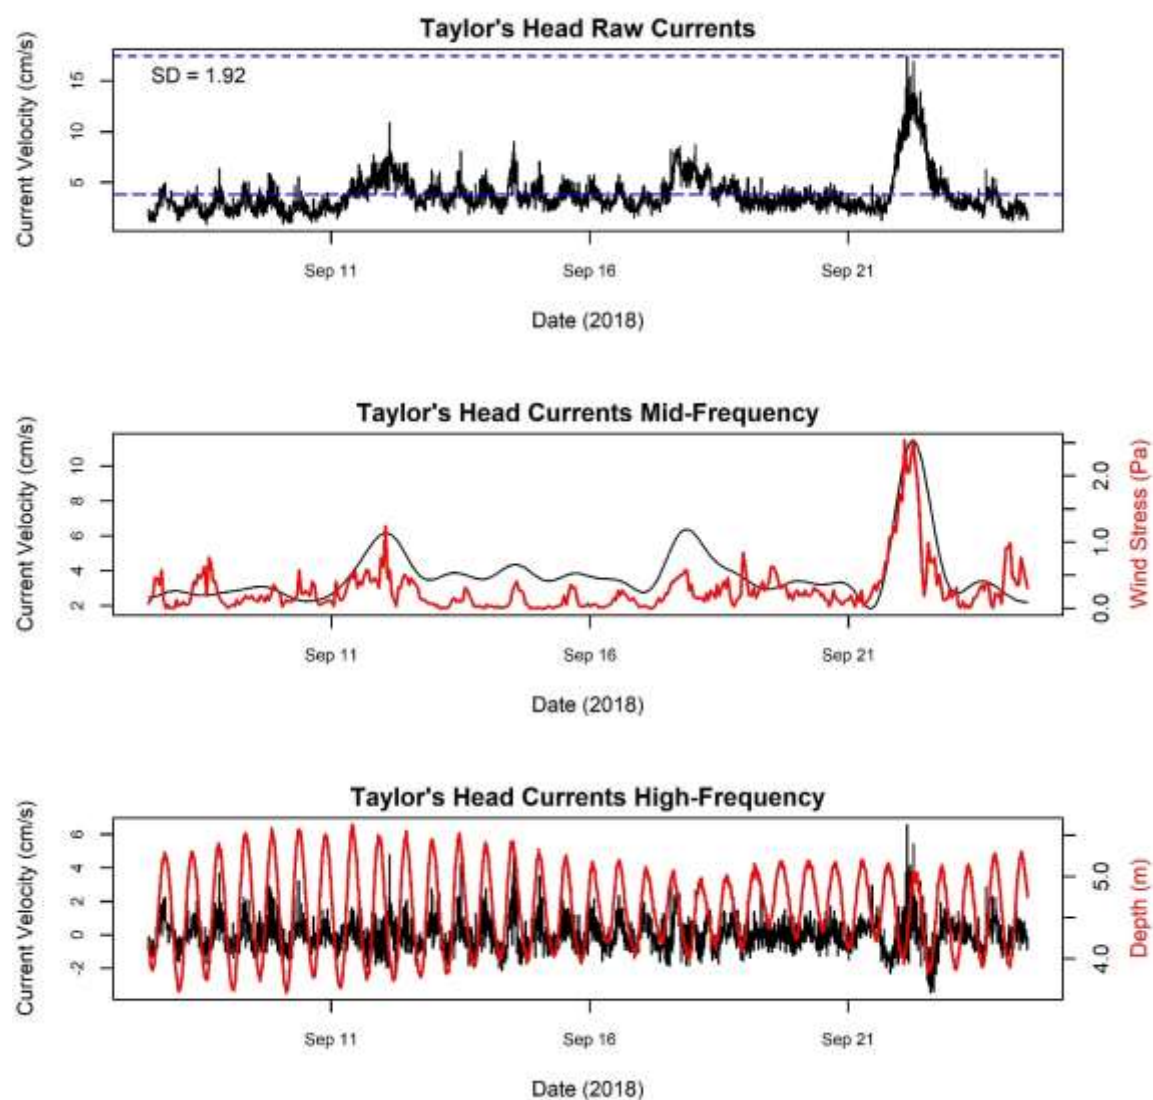 Taylor's Head Raw Currents
Current Velocity (cm/s)
15
5
SD = 1.92
Sep 11
Sep 16
Sep 21
Date (2018)
Taylor's Head Currents Mid-Frequency
Current Velocity (cm/s)
10
8
6
4
2
2.0
1.0
0.0
Wind Stress (Pa)
Sep 11
Sep 16
Sep 21
Date (2018)
Taylor's Head Currents High-Frequency
Current Velocity (cm/s)
6
4
2
0
-2
5.0
4.0
Depth (m)
Sep 11
Sep 16
Sep 21
Date (2018)